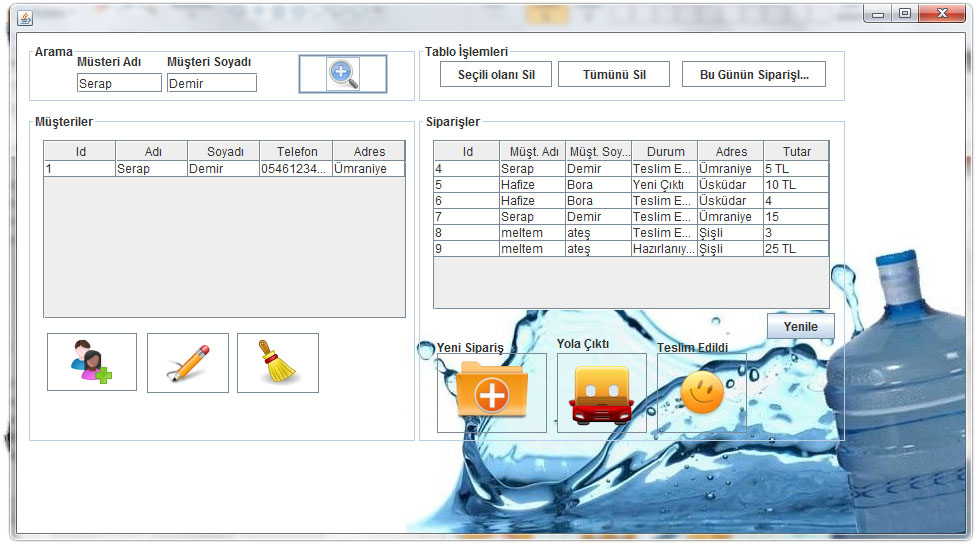 Arama
Müsteri Adı Müşteri Soyadı
Serap Demir
Tablo İşlemleri
Seçili olanı Sil Tümünü Sil Bu Günün Siparişl...
Müşteriler
Id Adı Soyadı Telefon Adres
1 Serap Demir 05461234... Ümraniye
Siparişler
Id Müşt. Adı Müşt. Soy... Durum Adres Tutar
4 Serap Demir Teslim E... Ümraniye 5 TL
5 Hafize Bora Yeni Çıktı Üsküdar 10 TL
6 Hafize Bora Teslim E... Üsküdar 4
7 Serap Demir Teslim E... Ümraniye 15
8 meltem ateş Teslim E... Şişli 3
9 meltem ateş Hazırlanıy... Şişli 25 TL
Yenile
Yeni Sipariş Yola Çıktı Teslim Edildi